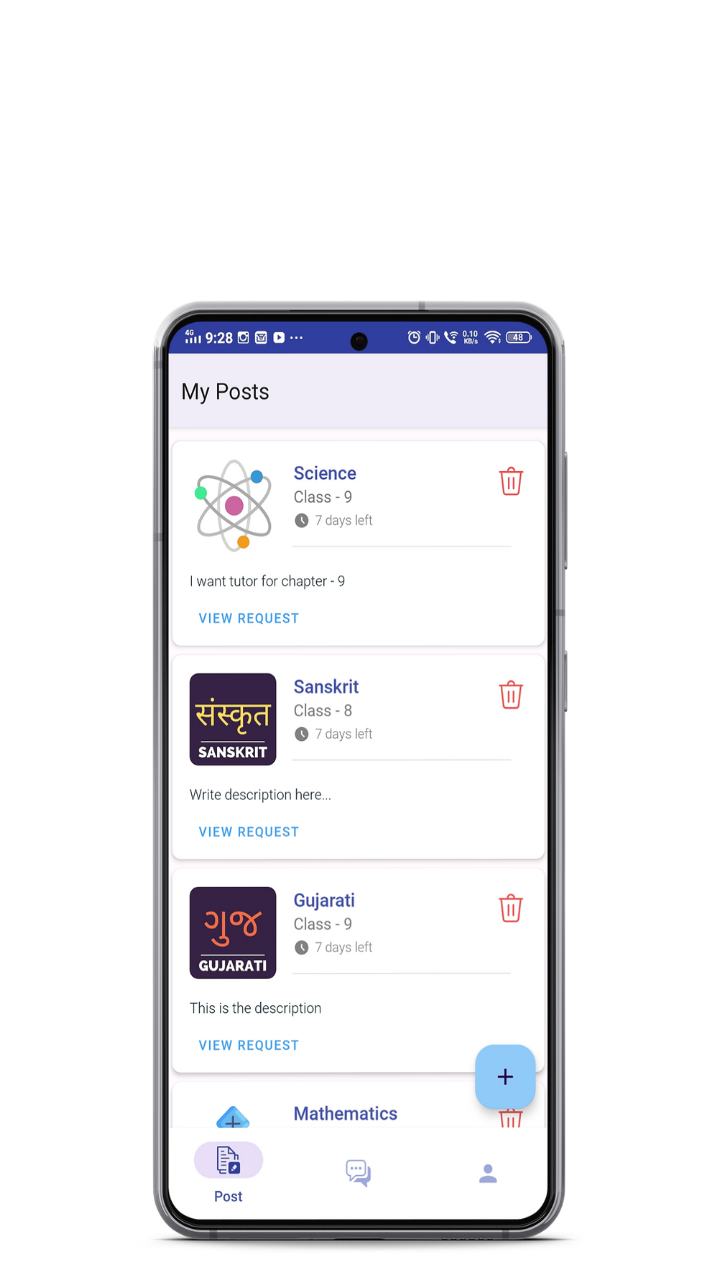 4G
9:28
0.10
KB/s
48
My Posts
Science
Class - 9
7 days left
I want tutor for chapter - 9
VIEW REQUEST
संस्कृत
SANSKRIT
Sanskrit
Class - 8
7 days left
Write description here...
VIEW REQUEST
ગુજ
GUJARATI
Gujarati
Class - 9
7 days left
This is the description
VIEW REQUEST
+
Mathematics
Post